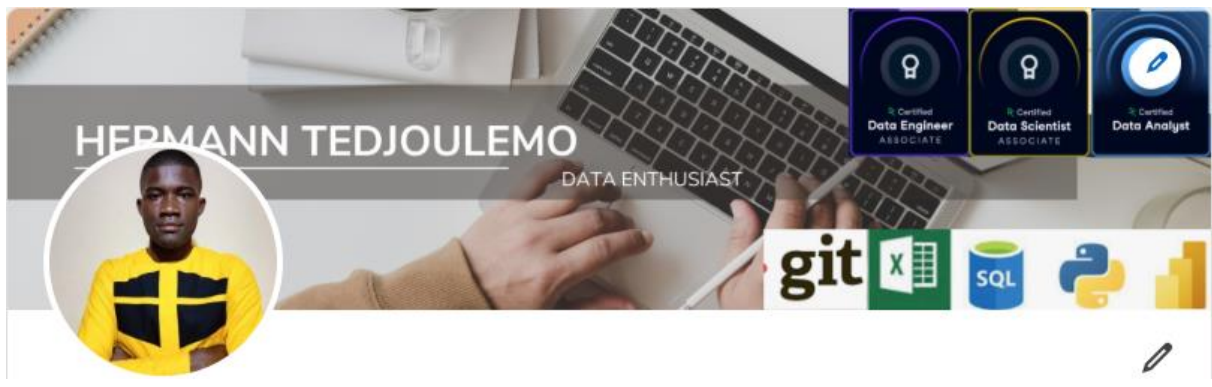 HERMANN TEDJOULEMO
DATA ENTHUSIAST
Certified
Data Engineer
ASSOCIATE
Certified
Data Scientist
ASSOCIATE
Certified
Data Analyst
git
X
SQL